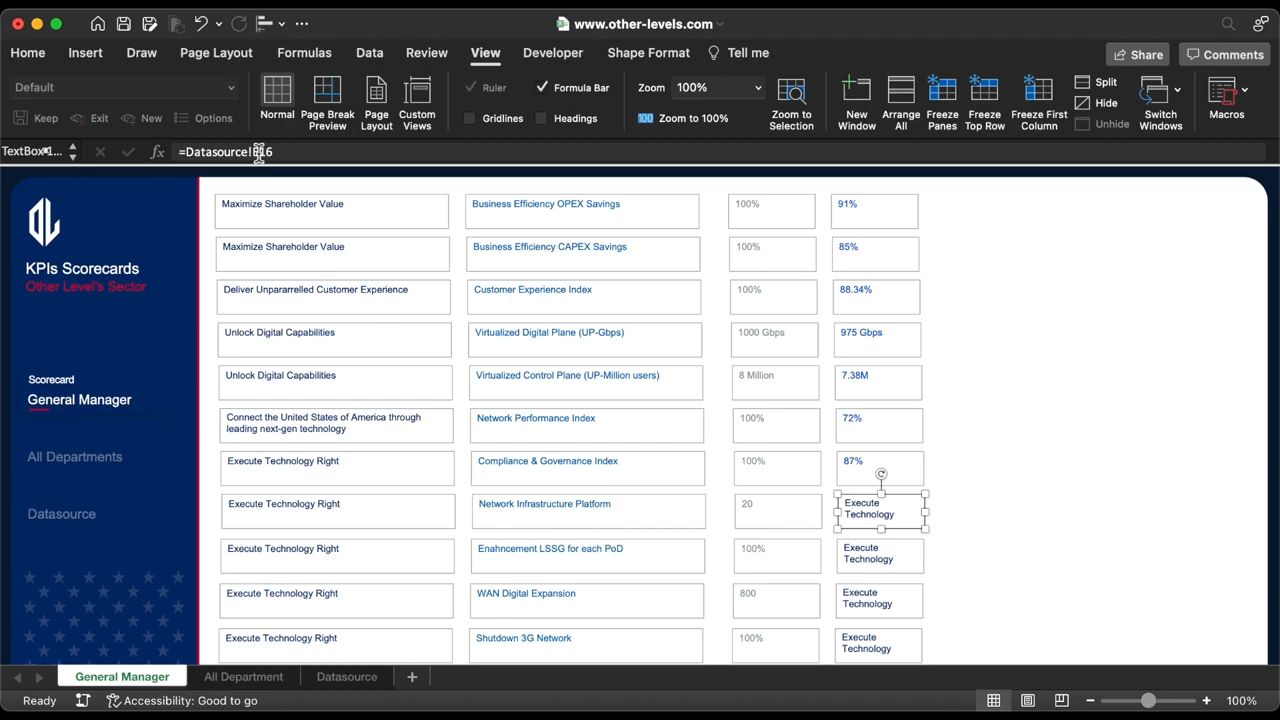 www.other-levels.com
Home Insert Draw Page Layout Formulas Data Review View Developer Shape Format Tell me Share Comments
Default
Keep Exit New Options
Normal
Page Break Preview
Page Layout
Custom Views
Ruler
Formula Bar
Gridlines
Headings
Zoom 100%
100 Zoom to 100%
Zoom to Selection
New Window
Arrange All
Freeze Panes
Freeze Top Row
Freeze First Column
Split
Hide
Unhide
Switch Windows
Macros
fx =Datasource!
KPIs Scorecards
Other Level's Sector
Scorecard
General Manager
All Departments
Datasource
Maximize Shareholder Value Business Efficiency OPEX Savings 100% 91%
Maximize Shareholder Value Business Efficiency CAPEX Savings 100% 85%
Deliver Unpararrelled Customer Experience Customer Experience Index 100% 88.34%
Unlock Digital Capabilities Virtualized Digital Plane (UP-Gbps) 1000 Gbps 975 Gbps
Unlock Digital Capabilities Virtualized Control Plane (UP-Million users) 8 Million 7.38M
Connect the United States of America through
leading next-gen technology
Network Performance Index 100% 72%
Execute Technology Right Compliance & Governance Index 100% 87%
Execute Technology Right Network Infrastructure Platform 20 Execute
Technology
Execute Technology Right Enahncement LSSG for each PoD 100% Execute
Technology
Execute Technology Right WAN Digital Expansion 800 Execute
Technology
Execute Technology Right Shutdown 3G Network 100% Execute
Technology
General Manager All Department Datasource
Ready Accessibility: Good to go 100%